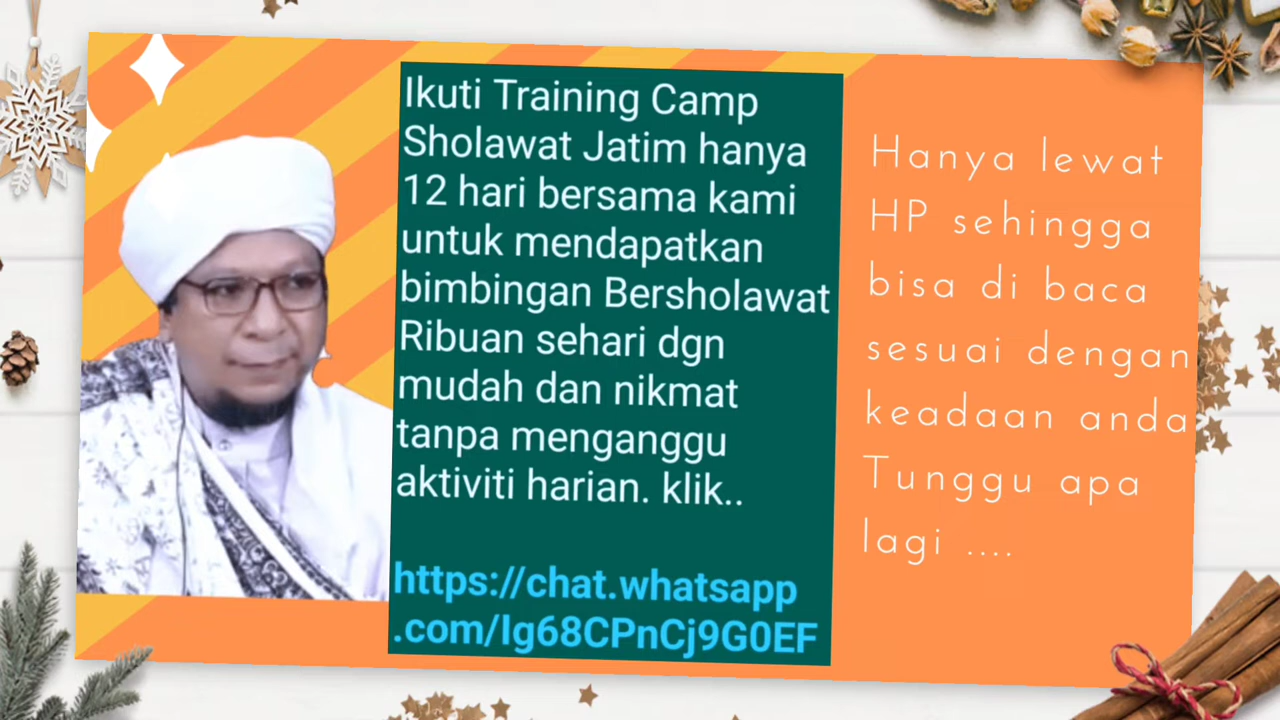 Ikuti Training Camp
Sholawat Jatim hanya
12 hari bersama kami
untuk mendapatkan
bimbingan Bersholawat
Ribuan sehari dgn
mudah dan nikmat
tanpa menganggu
aktiviti harian. klik..
https://chat.whatsapp
.com/Ig68CPnCj9G0EF
Hanya lewat
HP sehingga
bisa di baca
sesuai dengan
keadaan anda
Tunggu apa
lagi ....